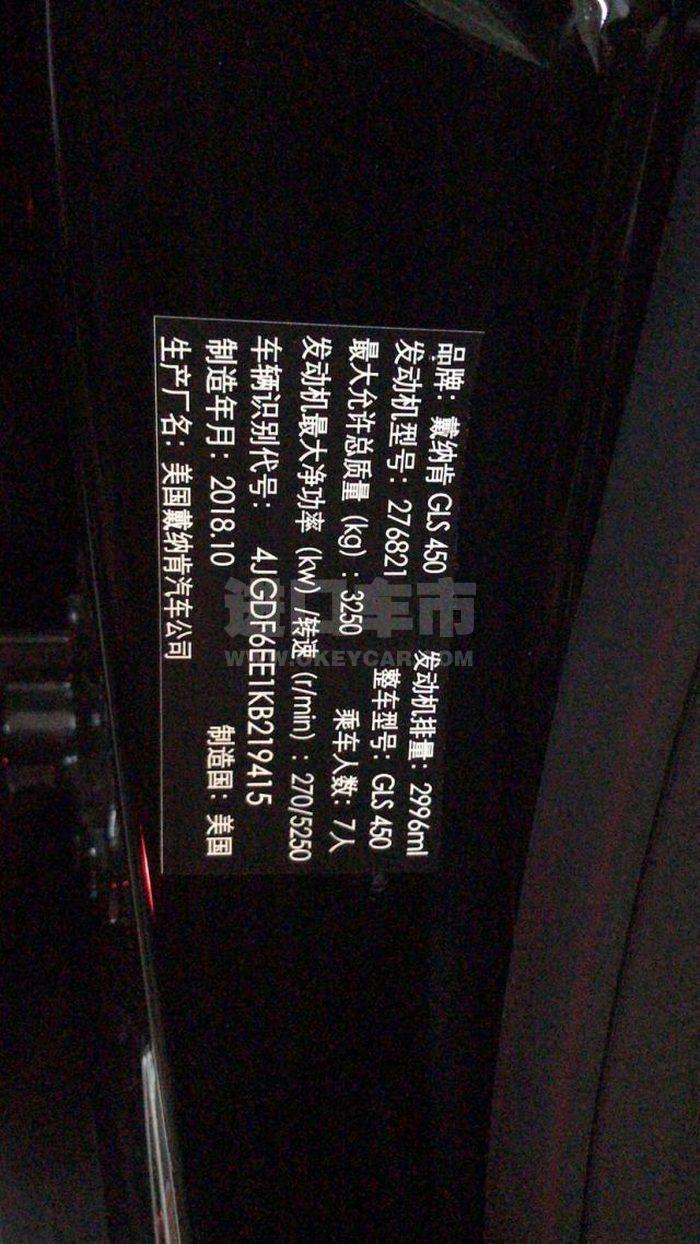 品牌：戴纳肯 GLS 450
发动机型号：276821 发动机排量：2996ml
最大允许总质量（kg）：3250 整车型号：GLS 450
发动机最大净功率（kw）/转速（r/min）：270/5250 乘车人数：7人
车辆识别代号： 4JGDF6EE1KB219415
制造年月：2018.10 制造国：美国
生产厂名：美国戴纳肯汽车公司
进口车市
WWW.OKEYCAR.COM